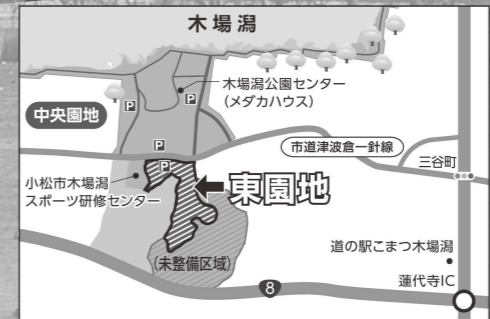 木場潟
木場潟公園センター
(メダカハウス)
P
P
中央園地
市道津波倉一針線
三谷町
P
小松市木場潟
スポーツ研修センター
東園地
(未整備区域)
道の駅こまつ木場潟
8
蓮代寺IC